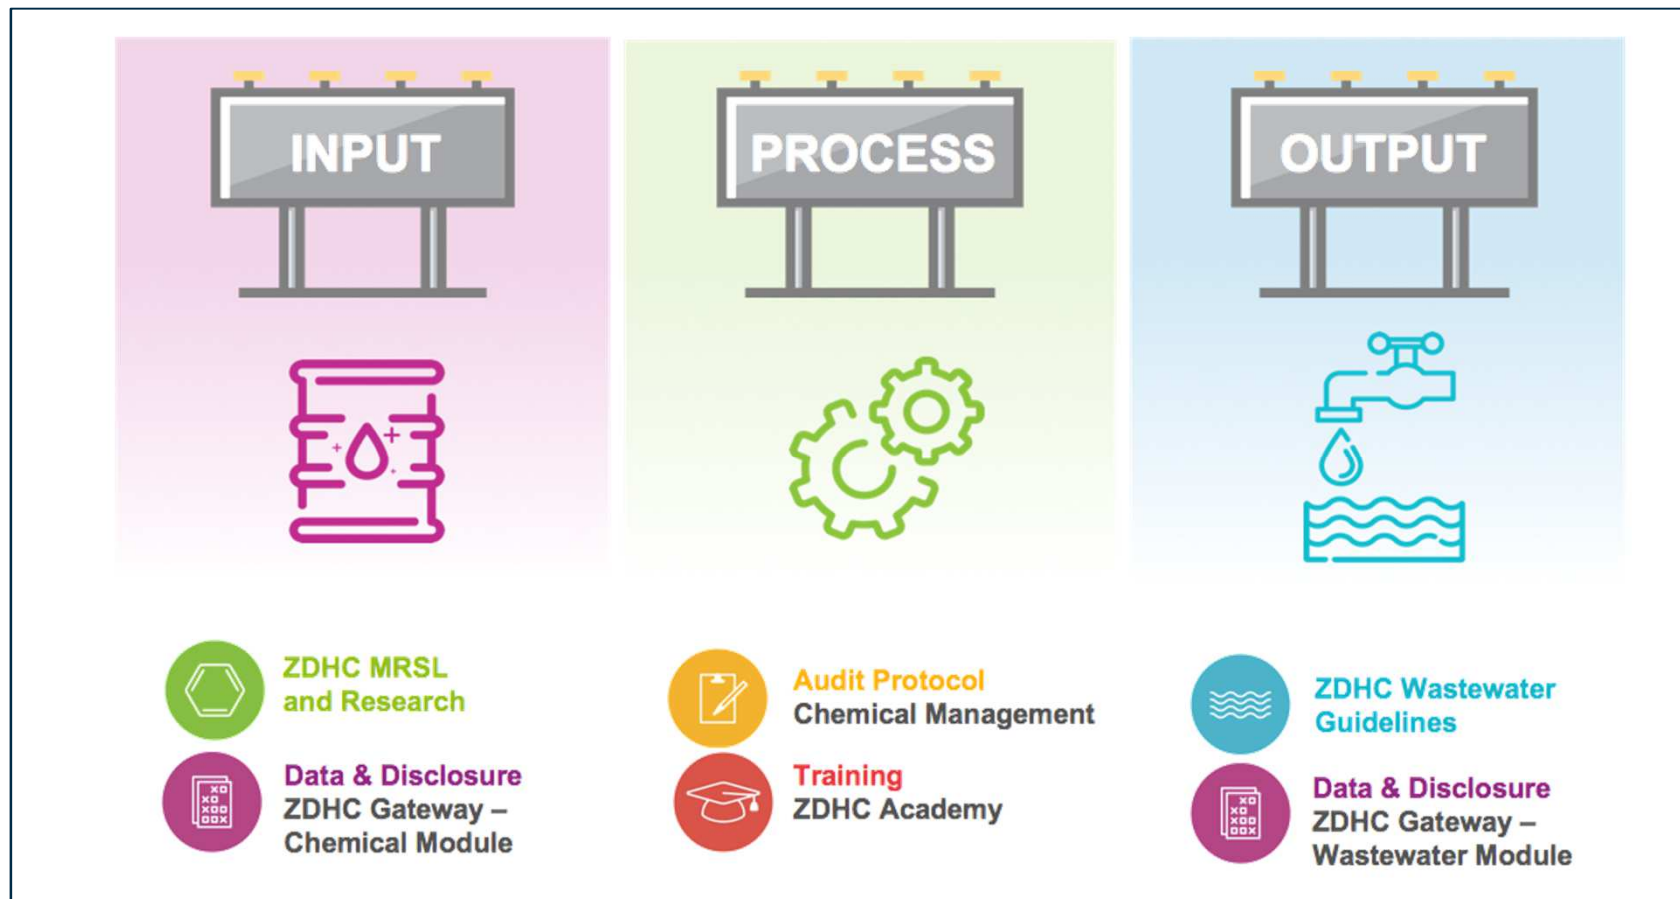 INPUT
PROCESS
OUTPUT
ZDHC MRSL
and Research
Data & Disclosure
ZDHC Gateway –
Chemical Module
Audit Protocol
Chemical Management
Training
ZDHC Academy
ZDHC Wastewater
Guidelines
Data & Disclosure
ZDHC Gateway –
Wastewater Module